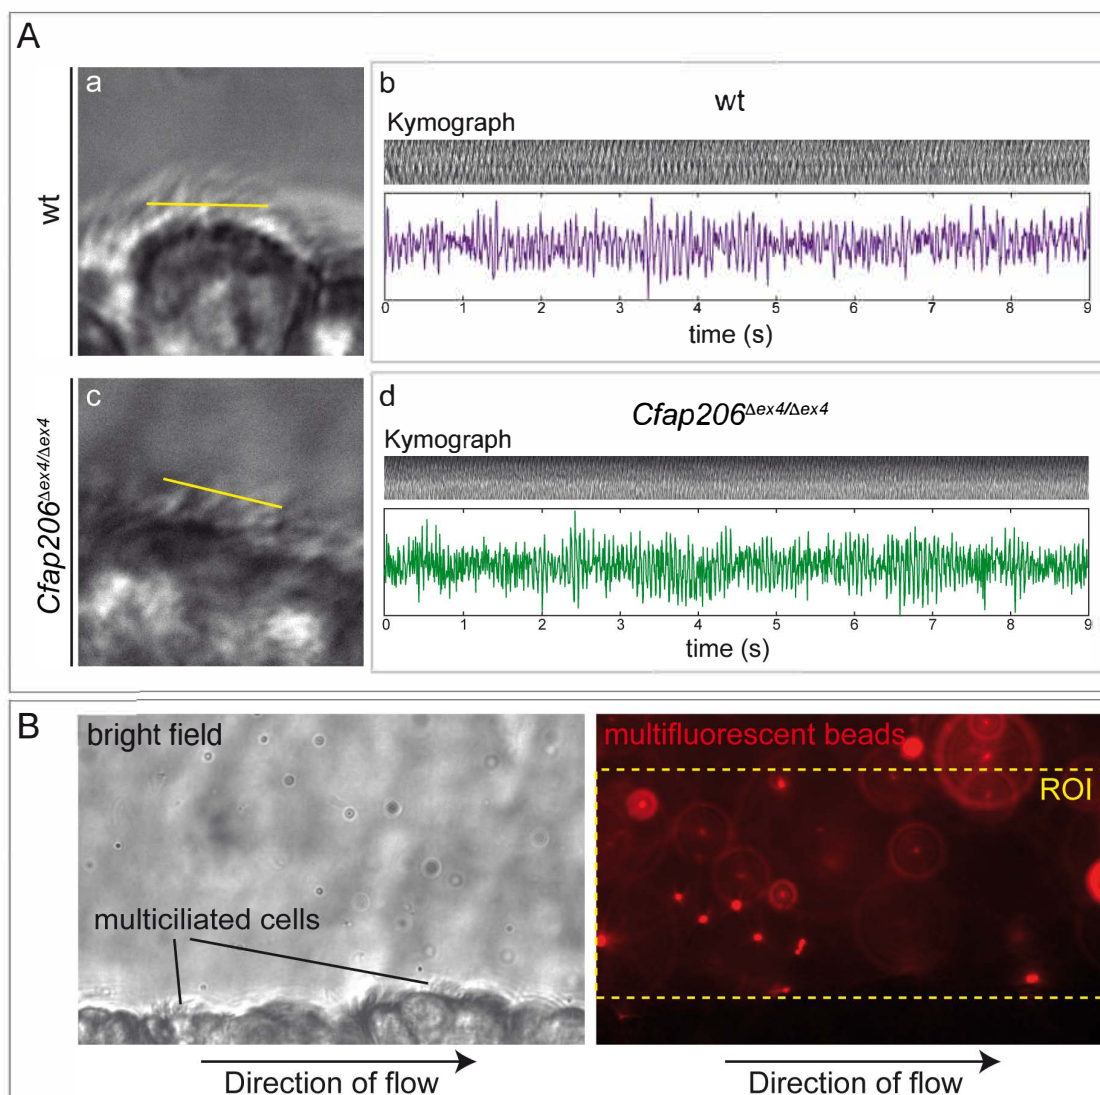 A
wt
a
b
wt
Kymograph
0 1 2 3 4 5 6 7 8 9
time (s)
Cfap206Δex4/Δex4
c
d
Cfap206Δex4/Δex4
Kymograph
0 1 2 3 4 5 6 7 8 9
time (s)
B
bright field
multiciliated cells
Direction of flow
multifluorescent beads
ROI
Direction of flow